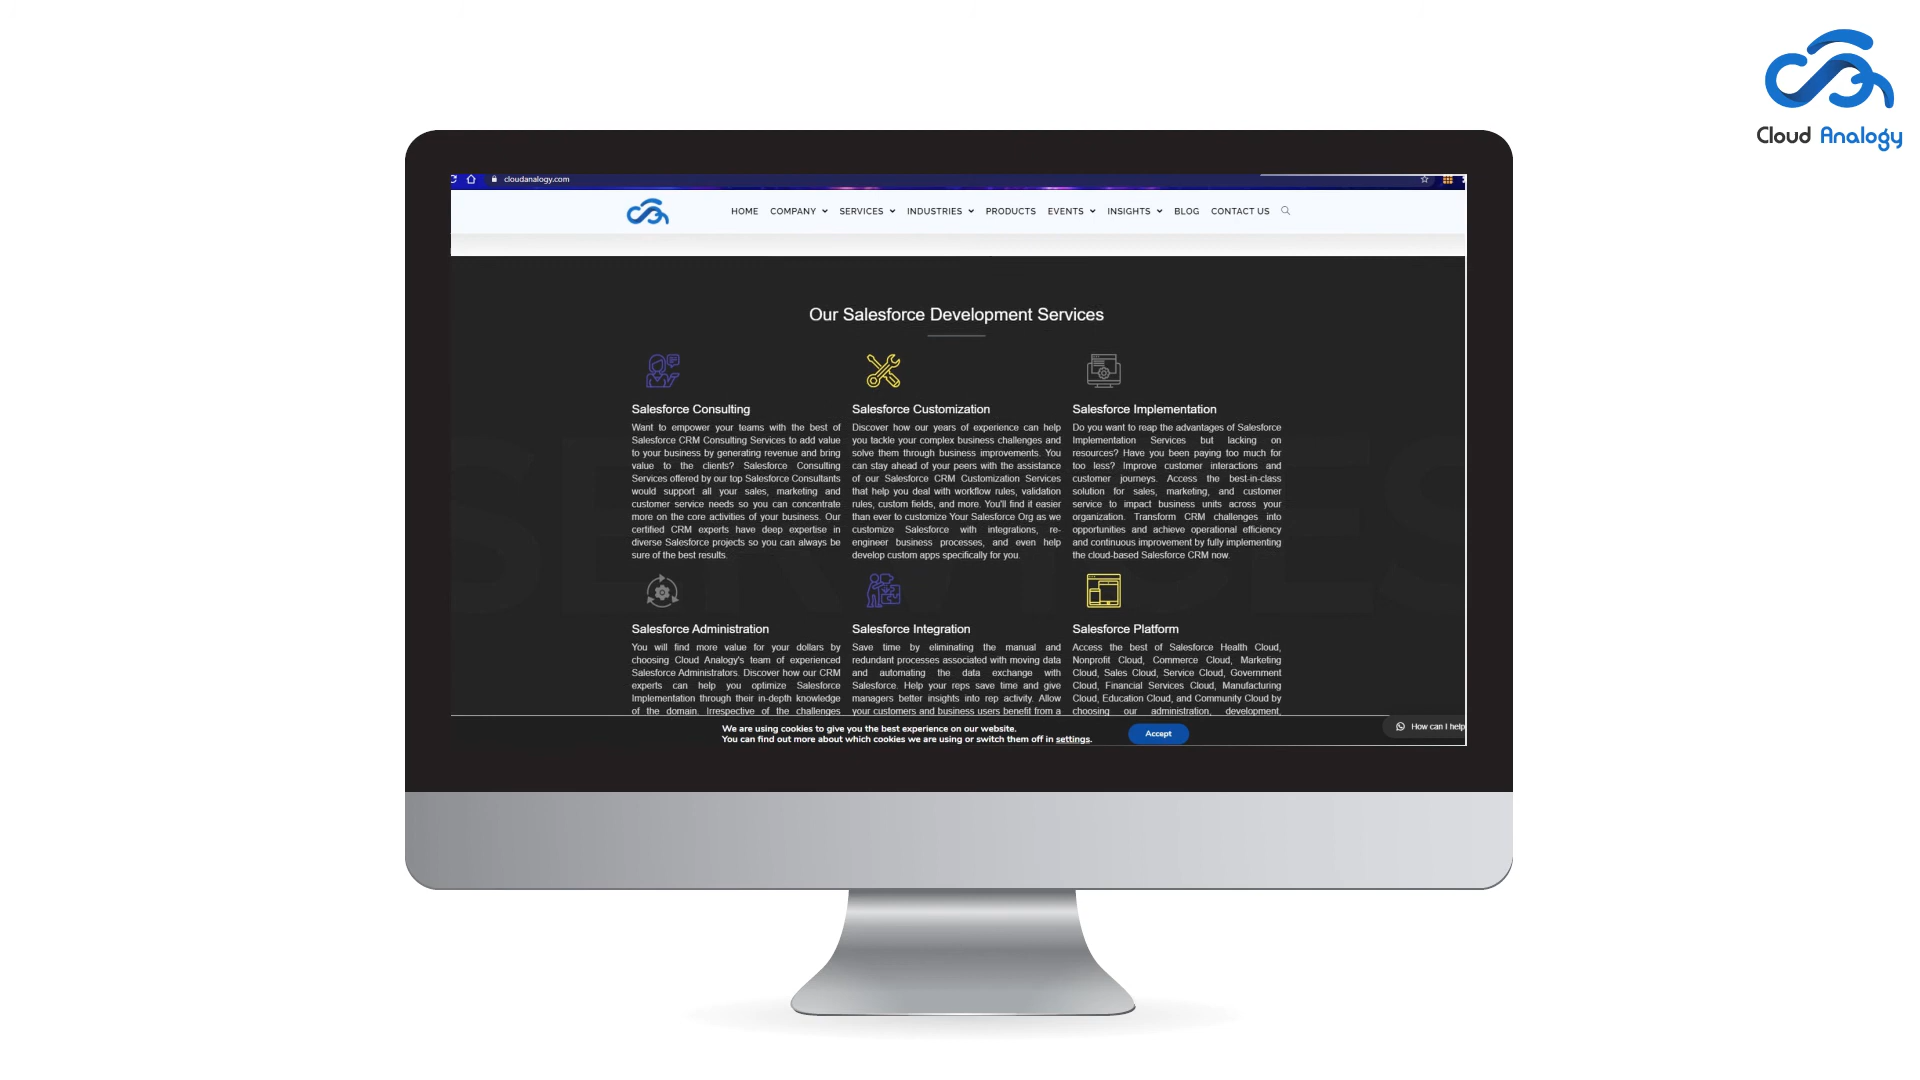 Cloud Analogy
cloudanalogy.com
HOME COMPANY SERVICES INDUSTRIES PRODUCTS EVENTS INSIGHTS BLOG CONTACT US
Our Salesforce Development Services
Salesforce Consulting
Want to empower your teams with the best of
Salesforce CRM Consulting Services to add value
to your business by generating revenue and bring
value to the clients? Salesforce Consulting
Services offered by our top Salesforce Consultants
would support all your sales, marketing and
customer service needs so you can concentrate
more on the core activities of your business. Our
certified CRM experts have deep expertise in
diverse Salesforce projects so you can always be
sure of the best results.
Salesforce Customization
Discover how our years of experience can help
you tackle your complex business challenges and
solve them through business improvements. You
can stay ahead of your peers with the assistance
of our Salesforce CRM Customization Services
that help you deal with workflow rules, validation
rules, custom fields, and more. You'll find it easier
than ever to customize Your Salesforce Org as we
customize Salesforce with integrations, re-
engineer business processes, and even help
develop custom apps specifically for you.
Salesforce Implementation
Do you want to reap the advantages of Salesforce
Implementation Services but lacking on
resources? Have you been paying too much for
too less? Improve customer interactions and
customer journeys. Access the best-in-class
solution for sales, marketing, and customer
service to impact business units across your
organization. Transform CRM challenges into
opportunities and achieve operational efficiency
and continuous improvement by fully implementing
the cloud-based Salesforce CRM now.
Salesforce Administration
You will find more value for your dollars by
choosing Cloud Analogy's team of experienced
Salesforce Administrators. Discover how our CRM
experts can help you optimize Salesforce
Implementation through their in-depth knowledge
of the domain. Irrespective of the challenges
Salesforce Integration
Save time by eliminating the manual and
redundant processes associated with moving data
and automating the data exchange with
Salesforce. Help your reps save time and give
managers better insights into rep activity. Allow
your customers and business users benefit from a
Salesforce Platform
Access the best of Salesforce Health Cloud,
Nonprofit Cloud, Commerce Cloud, Marketing
Cloud, Sales Cloud, Service Cloud, Government
Cloud, Financial Services Cloud, Manufacturing
Cloud, Education Cloud, and Community Cloud by
choosing our administration, development,
We are using cookies to give you the best experience on our website.
You can find out more about which cookies we are using or switch them off in settings.
Accept
How can I help